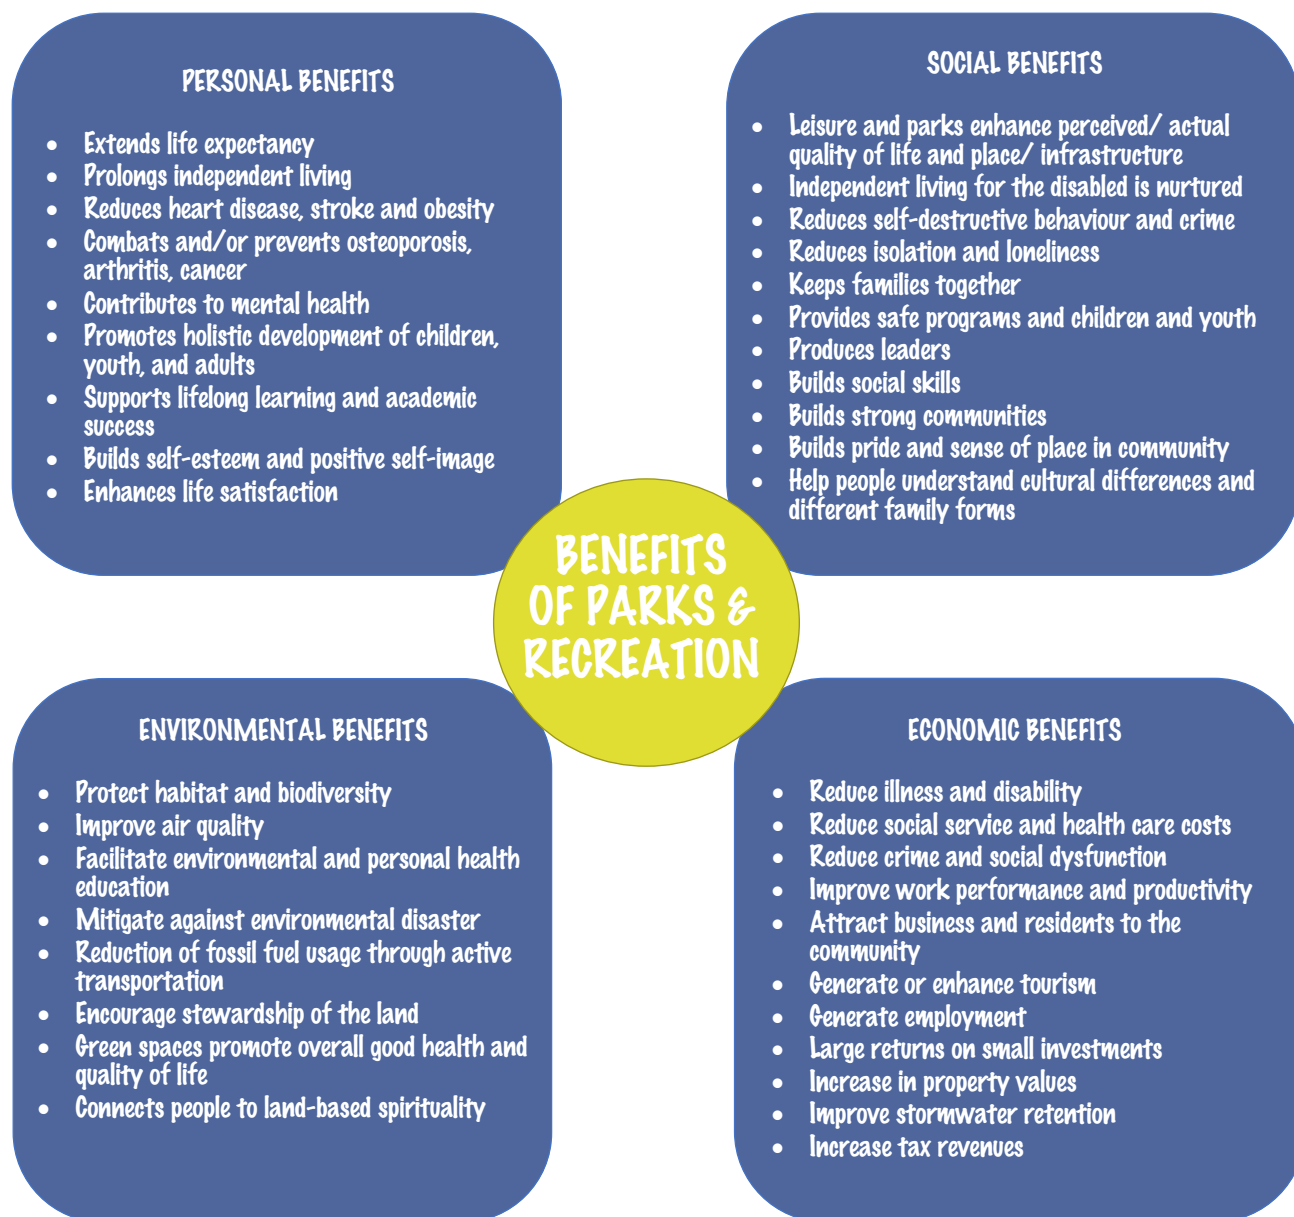 PERSONAL BENEFITS
• Extends life expectancy
• Prolongs independent living
• Reduces heart disease, stroke and obesity
• Combats and/or prevents osteoporosis,
arthritis, cancer
• Contributes to mental health
• Promotes holistic development of children,
youth, and adults
• Supports lifelong learning and academic
success
• Builds self-esteem and positive self-image
• Enhances life satisfaction
SOCIAL BENEFITS
• Leisure and parks enhance perceived/ actual
quality of life and place/ infrastructure
• Independent living for the disabled is nurtured
• Reduces self-destructive behaviour and crime
• Reduces isolation and loneliness
• Keeps families together
• Provides safe programs and children and youth
• Produces leaders
• Builds social skills
• Builds strong communities
• Builds pride and sense of place in community
• Help people understand cultural differences and
different family forms
BENEFITS
OF PARKS &
RECREATION
ENVIRONMENTAL BENEFITS
• Protect habitat and biodiversity
• Improve air quality
• Facilitate environmental and personal health
education
• Mitigate against environmental disaster
• Reduction of fossil fuel usage through active
transportation
• Encourage stewardship of the land
• Green spaces promote overall good health and
quality of life
• Connects people to land-based spirituality
ECONOMIC BENEFITS
• Reduce illness and disability
• Reduce social service and health care costs
• Reduce crime and social dysfunction
• Improve work performance and productivity
• Attract business and residents to the
community
• Generate or enhance tourism
• Generate employment
• Large returns on small investments
• Increase in property values
• Improve stormwater retention
• Increase tax revenues